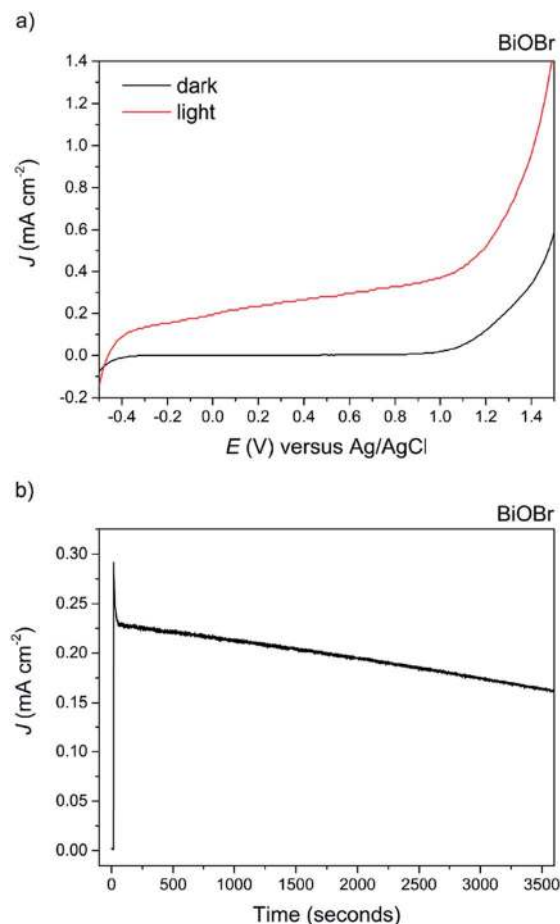 a)
BiOBr
1.4
1.2
1.0
0.8
0.6
0.4
0.2
0.0
-0.2
J (mA cm⁻²)
dark
light
-0.4 -0.2 0.0 0.2 0.4 0.6 0.8 1.0 1.2 1.4
E (V) versus Ag/AgCl
b)
BiOBr
0.30
0.25
0.20
0.15
0.10
0.05
0.00
J (mA cm⁻²)
0 500 1000 1500 2000 2500 3000 3500
Time (seconds)